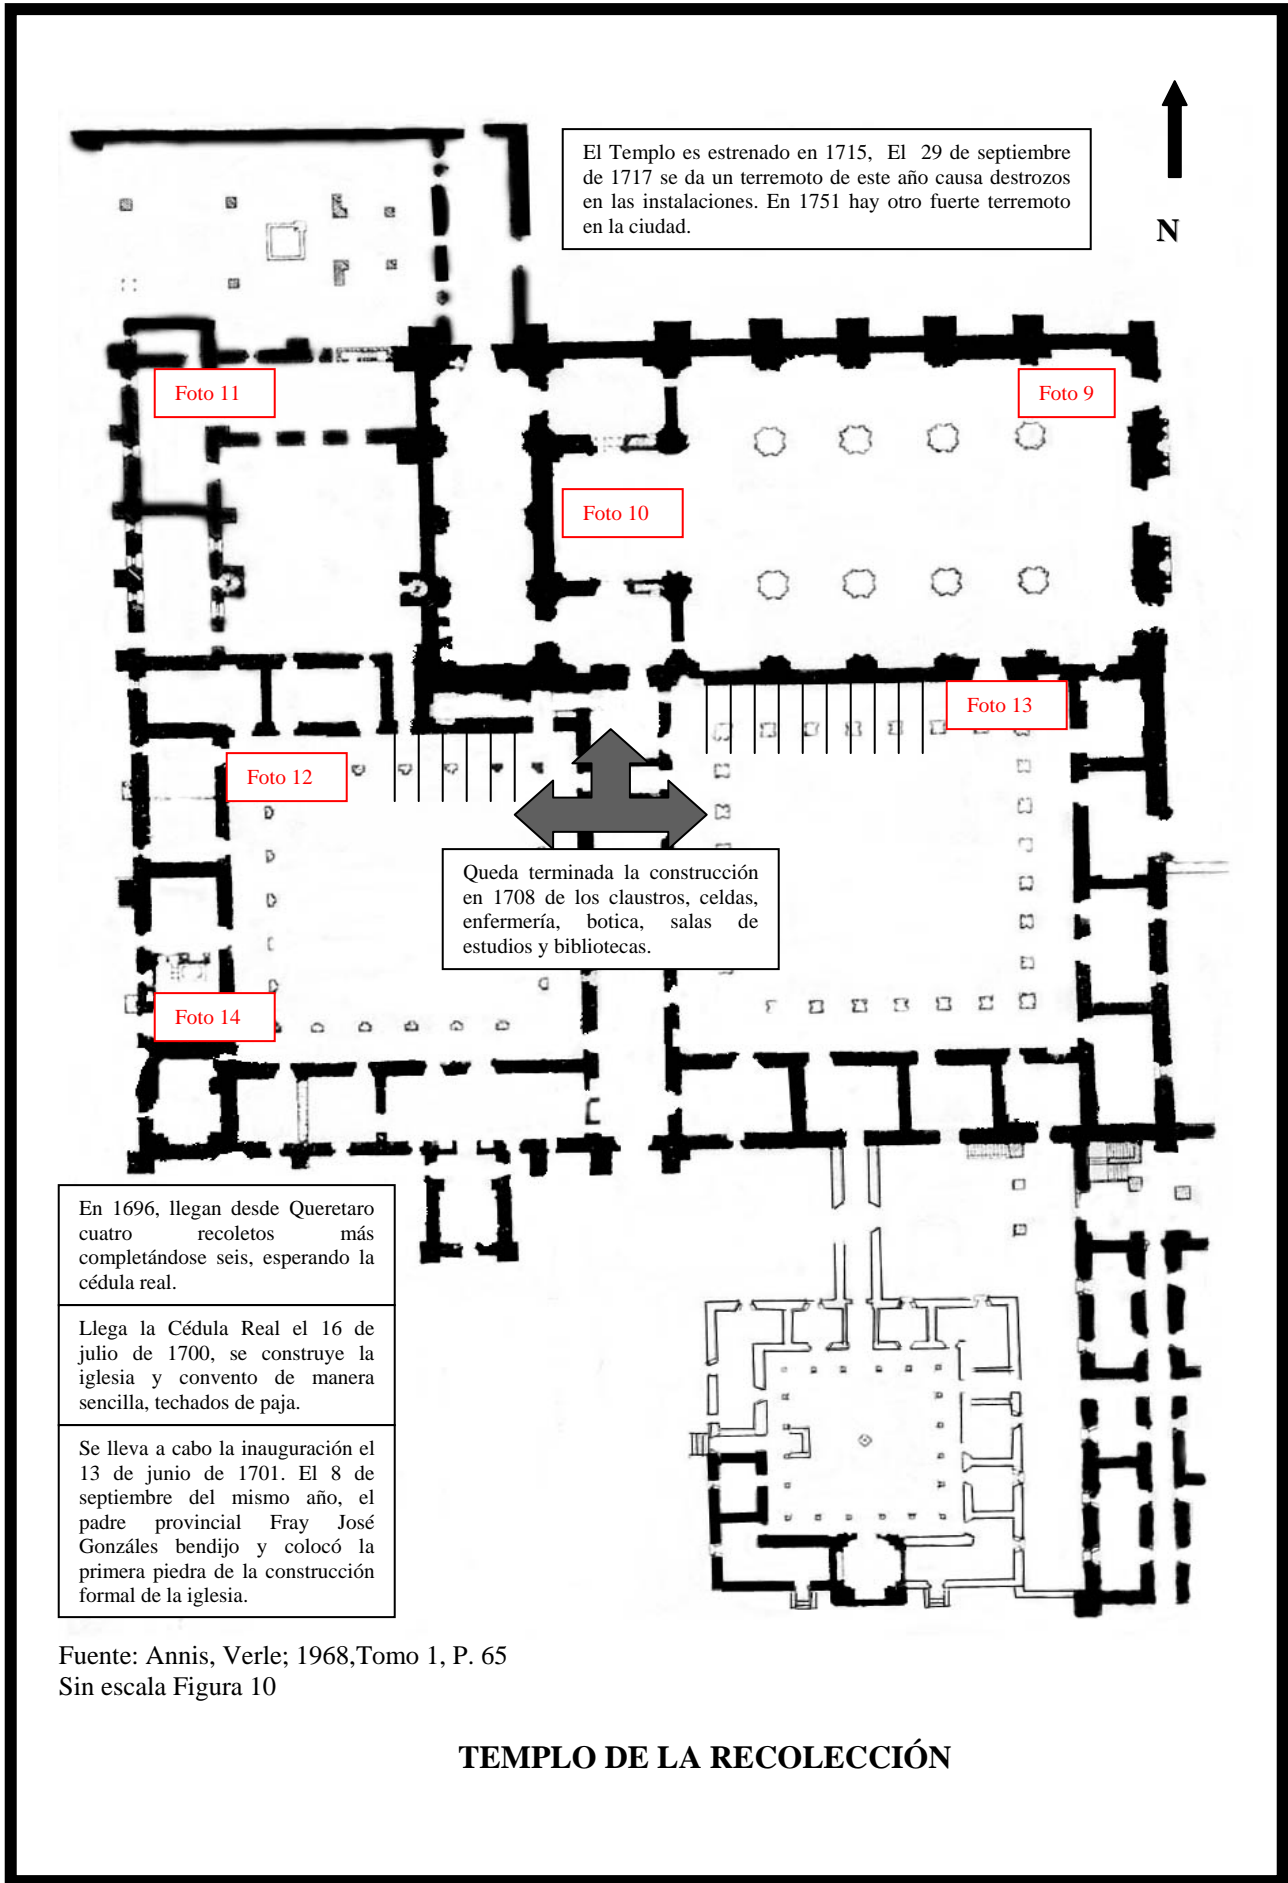 El Templo es estrenado en 1715, El 29 de septiembre
de 1717 se da un terremoto de este año causa destrozos
en las instalaciones. En 1751 hay otro fuerte terremoto
en la ciudad.
N
Foto 11
Foto 9
Foto 10
Foto 13
Foto 12
Queda terminada la construcción
en 1708 de los claustros, celdas,
enfermería, botica, salas de
estudios y bibliotecas.
Foto 14
En 1696, llegan desde Queretaro
cuatro recoletos más
completándose seis, esperando la
cédula real.
Llega la Cédula Real el 16 de
julio de 1700, se construye la
iglesia y convento de manera
sencilla, techados de paja.
Se lleva a cabo la inauguración el
13 de junio de 1701. El 8 de
septiembre del mismo año, el
padre provincial Fray José
Gonzáles bendijo y colocó la
primera piedra de la construcción
formal de la iglesia.
Fuente: Annis, Verle; 1968,Tomo 1, P. 65
Sin escala Figura 10
TEMPLO DE LA RECOLECCIÓN